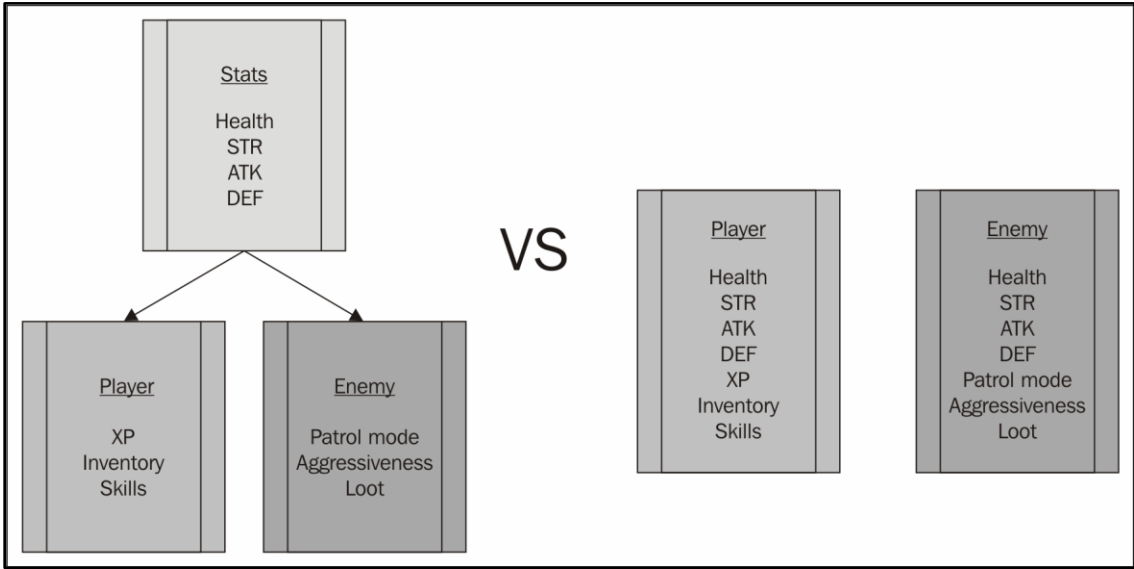 Stats
Health
STR
ATK
DEF
Player
XP
Inventory
Skills
Enemy
Patrol mode
Aggressiveness
Loot
VS
Player
Health
STR
ATK
DEF
XP
Inventory
Skills
Enemy
Health
STR
ATK
DEF
Patrol mode
Aggressiveness
Loot